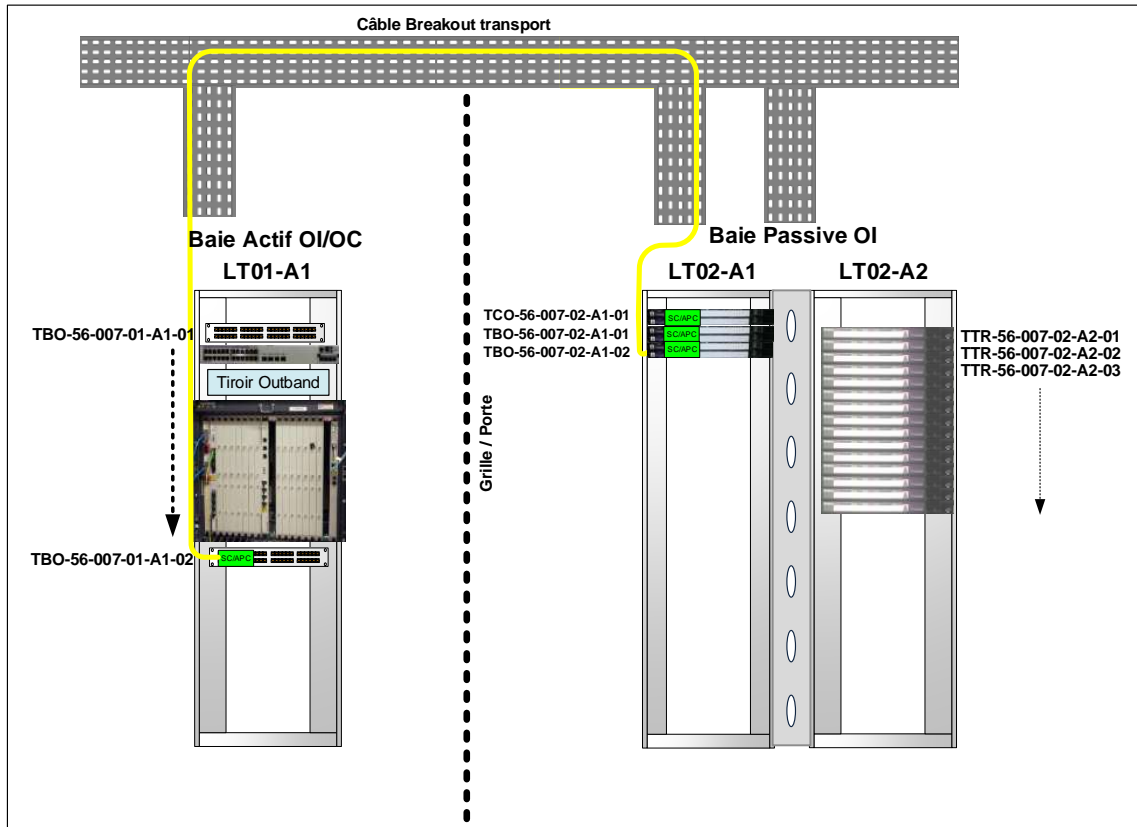 Câble Breakout transport
Baie Actif OI/OC
LT01-A1
TBO-56-007-01-A1-01
Tiroir Outband
TBO-56-007-01-A1-02
SC/APC
Grille / Porte
Baie Passive OI
LT02-A1
LT02-A2
TCO-56-007-02-A1-01
SC/APC
TBO-56-007-02-A1-01
SC/APC
TBO-56-007-02-A1-02
SC/APC
TTR-56-007-02-A2-01
TTR-56-007-02-A2-02
TTR-56-007-02-A2-03